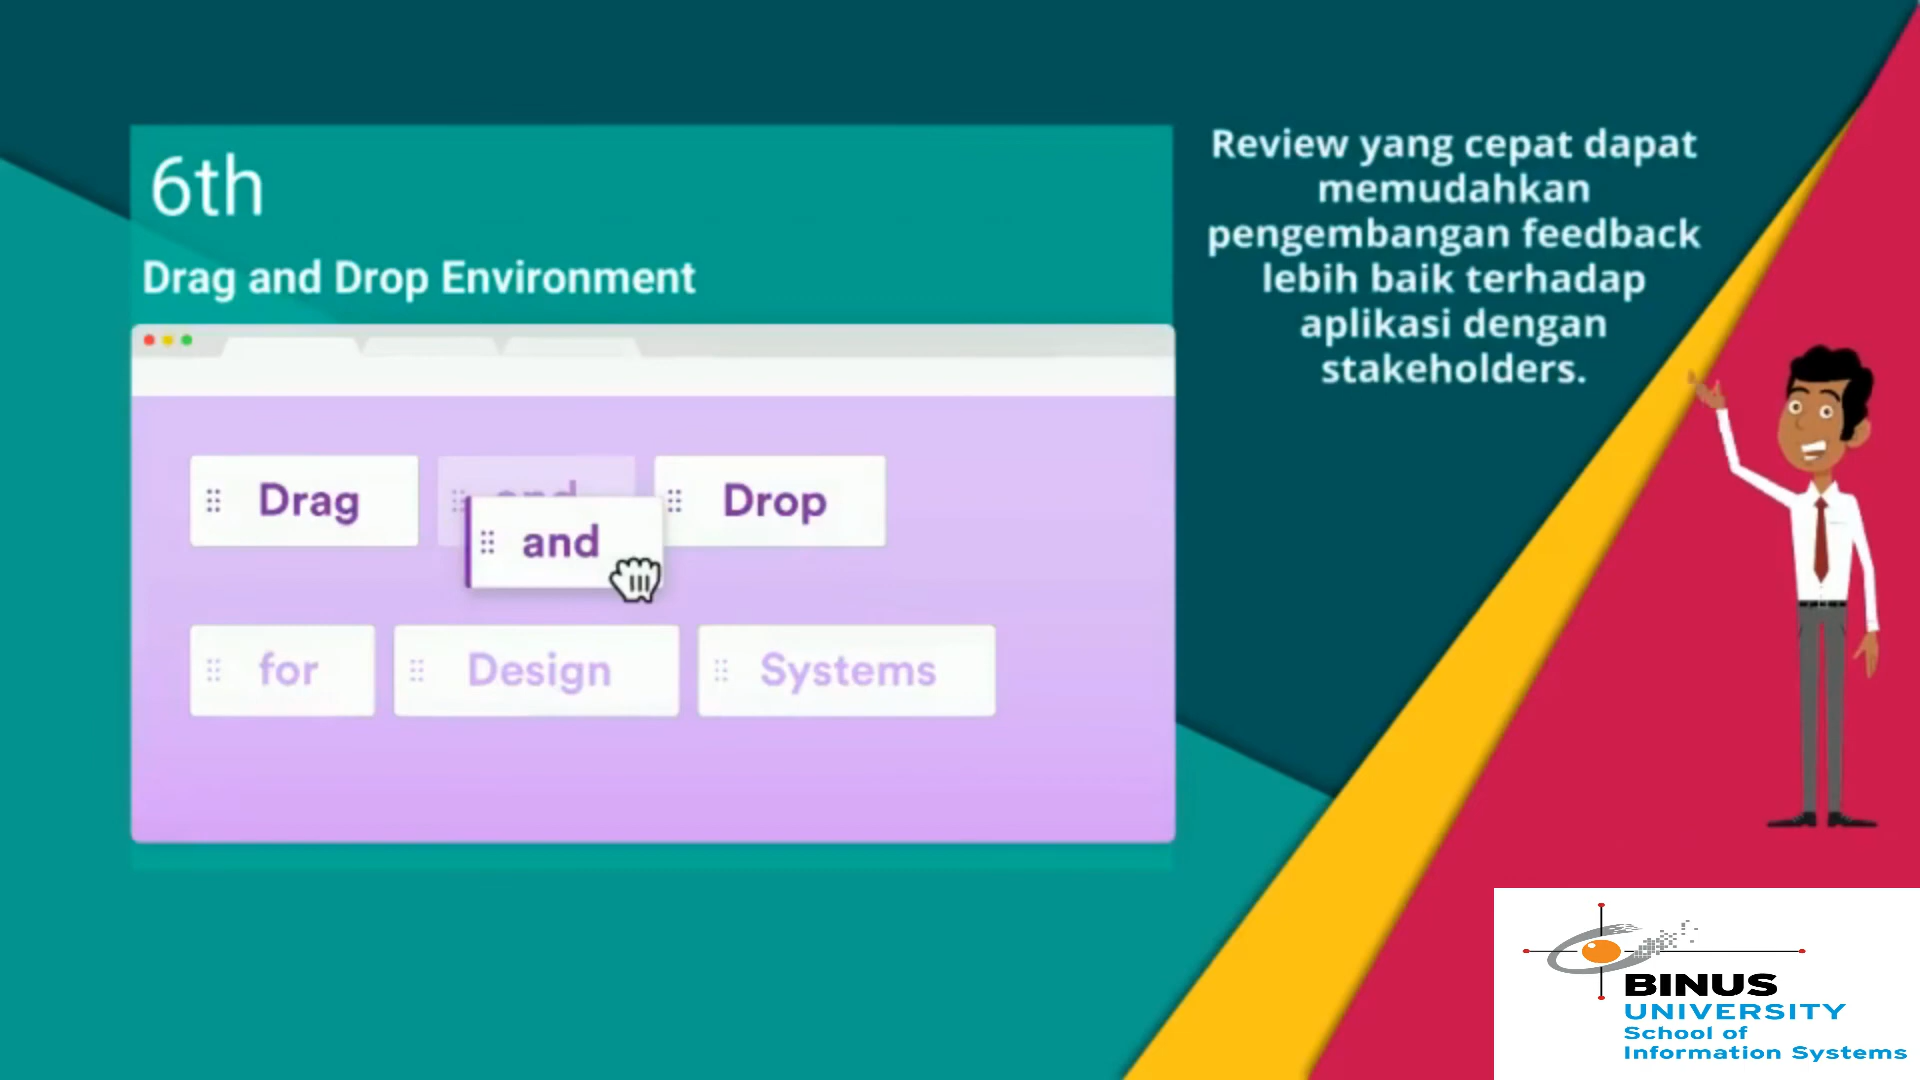 6th
Drag and Drop Environment
Drag
and
and
Drop
for
Design
Systems
Review yang cepat dapat
memudahkan
pengembangan feedback
lebih baik terhadap
aplikasi dengan
stakeholders.
BINUS
UNIVERSITY
School of
Information Systems